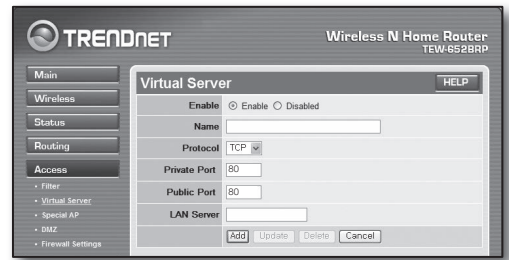 TRENDNET
Wireless N Home Router
TEW-652BRP
Main
Wireless
Status
Routing
Access
• Filter
• Virtual Server
• Special AP
• DMZ
• Firewall Settings
Virtual Server
HELP
Enable Enable Disabled
Name
Protocol TCP
Private Port 80
Public Port 80
LAN Server
Add Update Delete Cancel